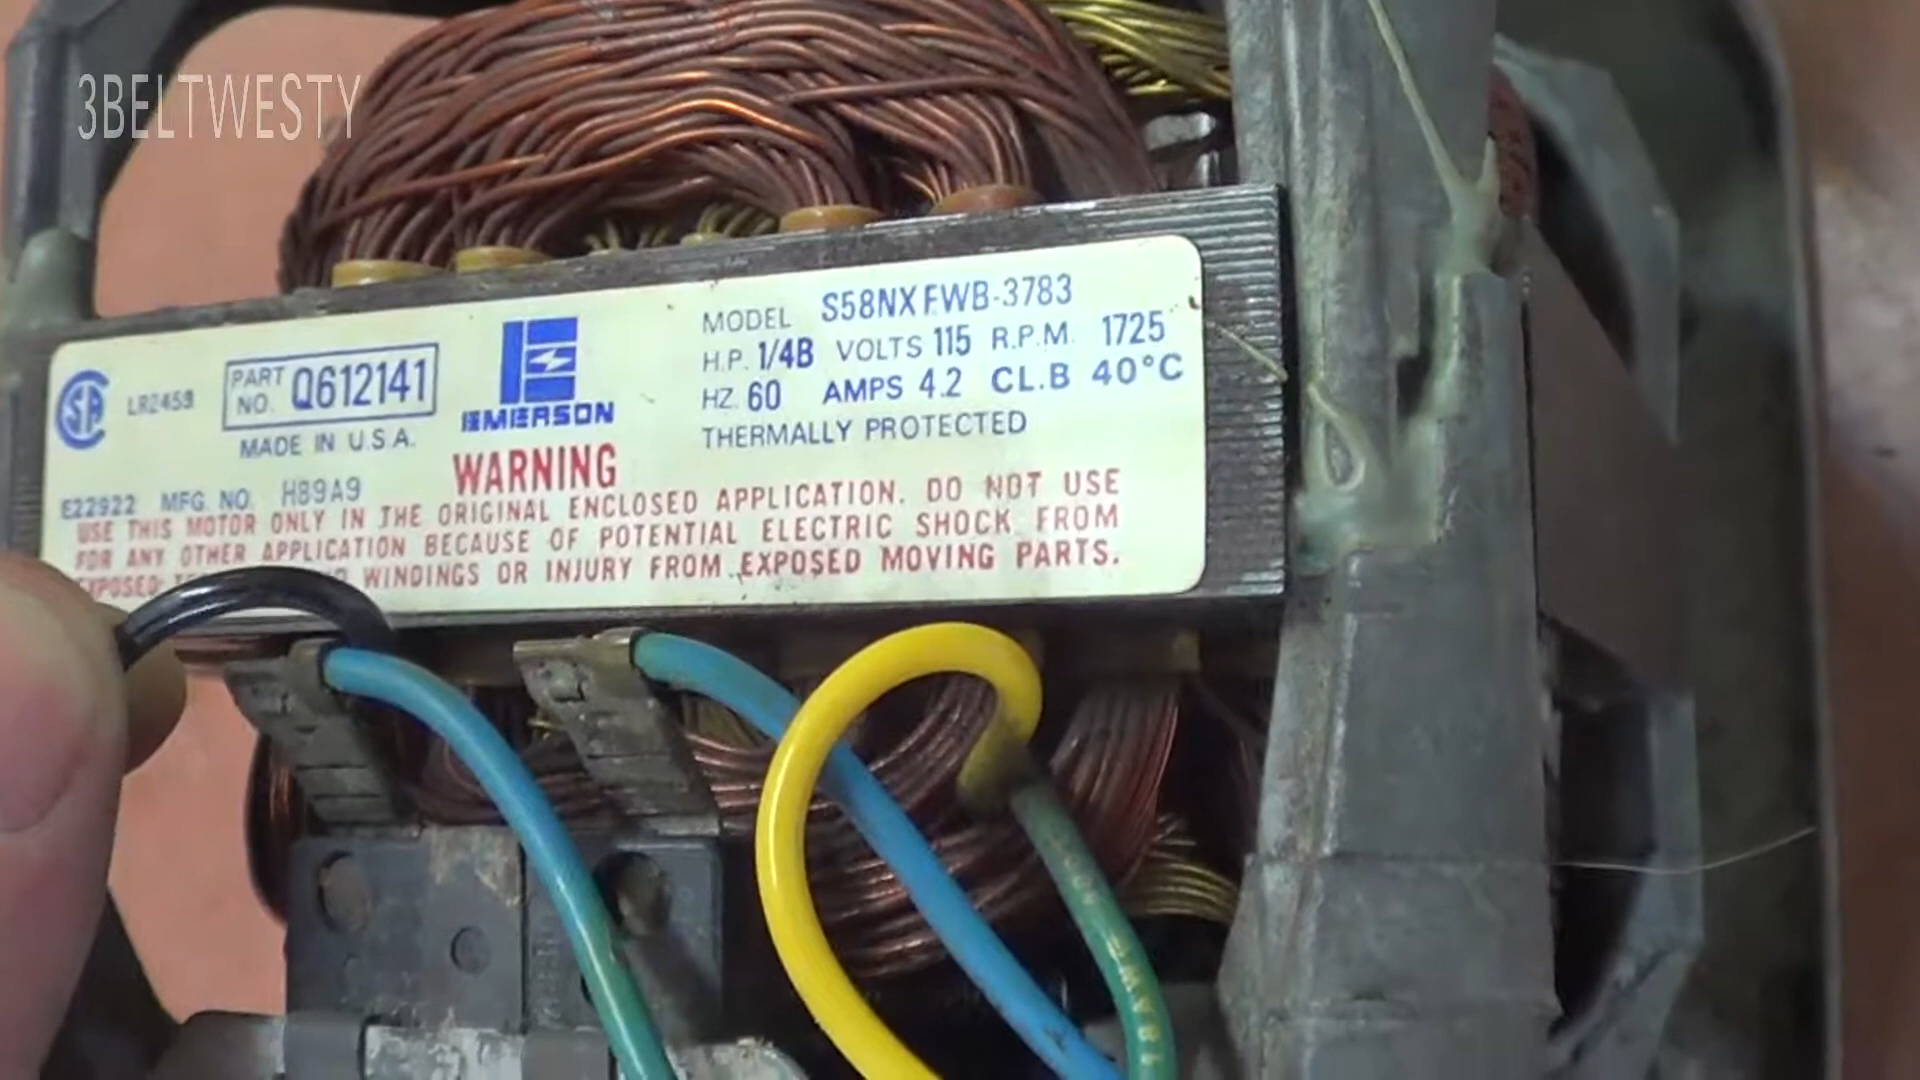 3BELTWESTY
MODEL S58NXFWB-3783
H.P. 1/4B VOLTS 115 R.P.M. 1725
HZ. 60 AMPS 4.2 CL.B 40°C
THERMALLY PROTECTED
SA
LR2459
PART NO. Q612141
MADE IN U.S.A.
EMERSON
E22922 MFG. NO. H89A9
WARNING
USE THIS MOTOR ONLY IN THE ORIGINAL ENCLOSED APPLICATION. DO NOT USE
FOR ANY OTHER APPLICATION BECAUSE OF POTENTIAL ELECTRIC SHOCK FROM
WINDINGS OR INJURY FROM EXPOSED MOVING PARTS.